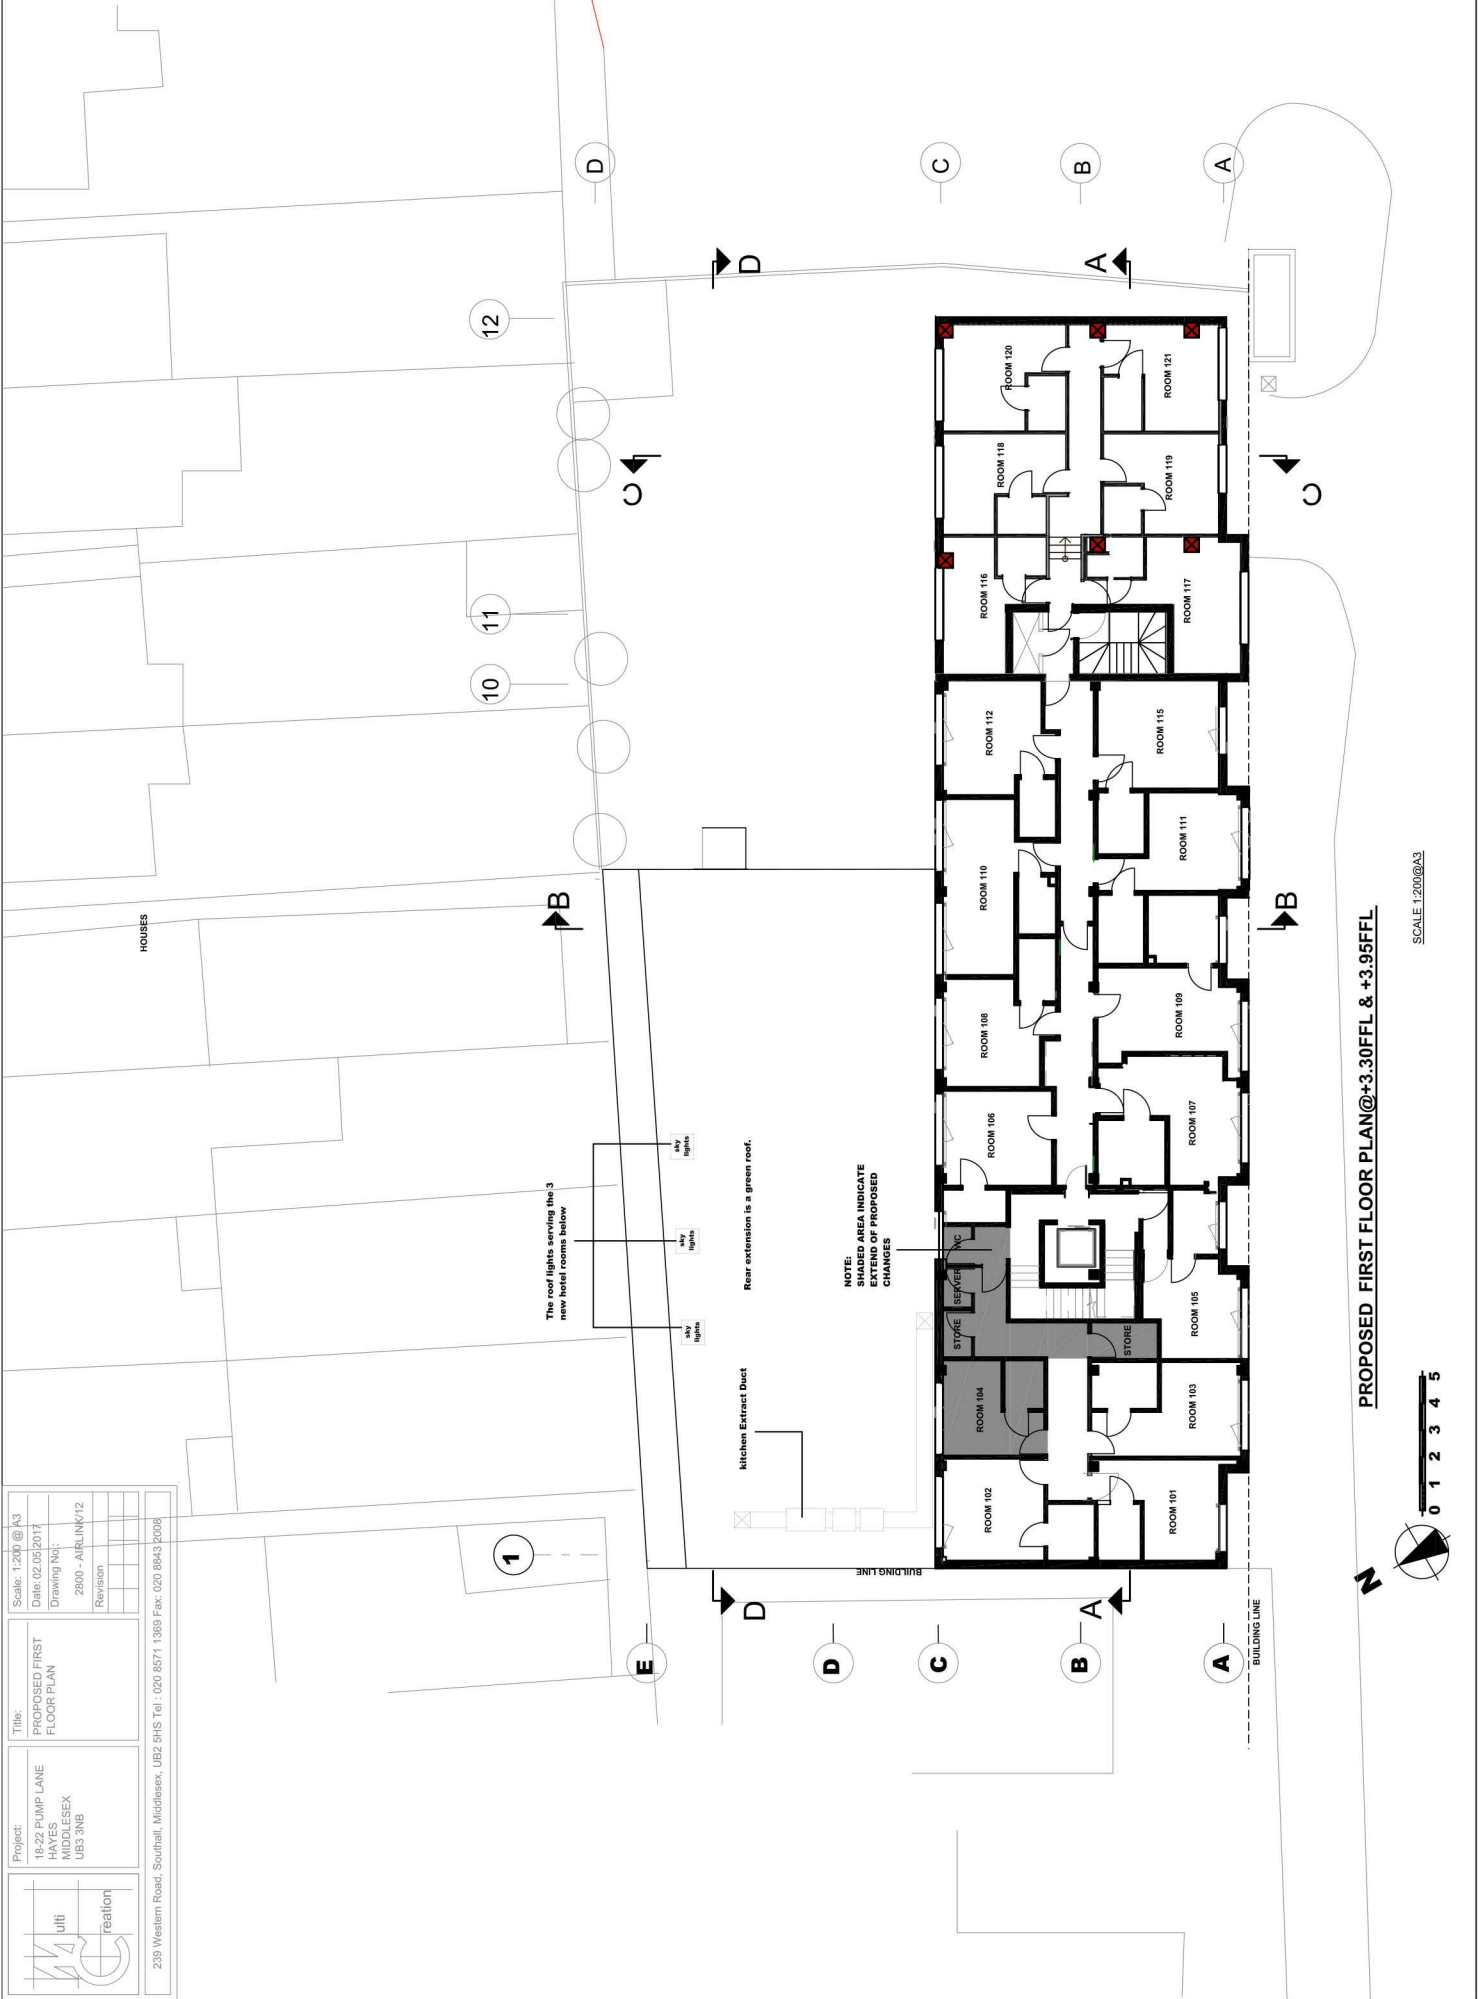 ulti
reation
Project:
18-22 PUMP LANE
HAYES
MIDDLESEX
UB3 3NB
Title:
PROPOSED FIRST
FLOOR PLAN
Scale: 1:200 @ A3
Date: 02.05.2017
Drawing No.:
2800 - AIRLINK/12
Revision
239 Western Road, Southall, Middlesex, UB2 5HS Tel : 020 8571 1369 Fax: 020 8843 2008
HOUSES
1
10
11
12
E
D
C
B
A
D
C
B
A
D
D
A
A
B
B
C
C
The roof lights serving the 3
new hotel rooms below
sky
lights
sky
lights
sky
lights
Rear extension is a green roof.
kitchen Extract Duct
NOTE:
SHADED AREA INDICATE
EXTEND OF PROPOSED
CHANGES
BUILDING LINE
BUILDING LINE
ROOM 102
ROOM 104
STORE
SERVER
WC
ROOM 106
ROOM 108
ROOM 110
ROOM 112
ROOM 116
ROOM 118
ROOM 120
ROOM 101
ROOM 103
STORE
ROOM 105
ROOM 107
ROOM 109
ROOM 111
ROOM 115
ROOM 117
ROOM 119
ROOM 121
PROPOSED FIRST FLOOR PLAN@+3.30FFL & +3.95FFL
SCALE 1:200@A3
N
0 1 2 3 4 5